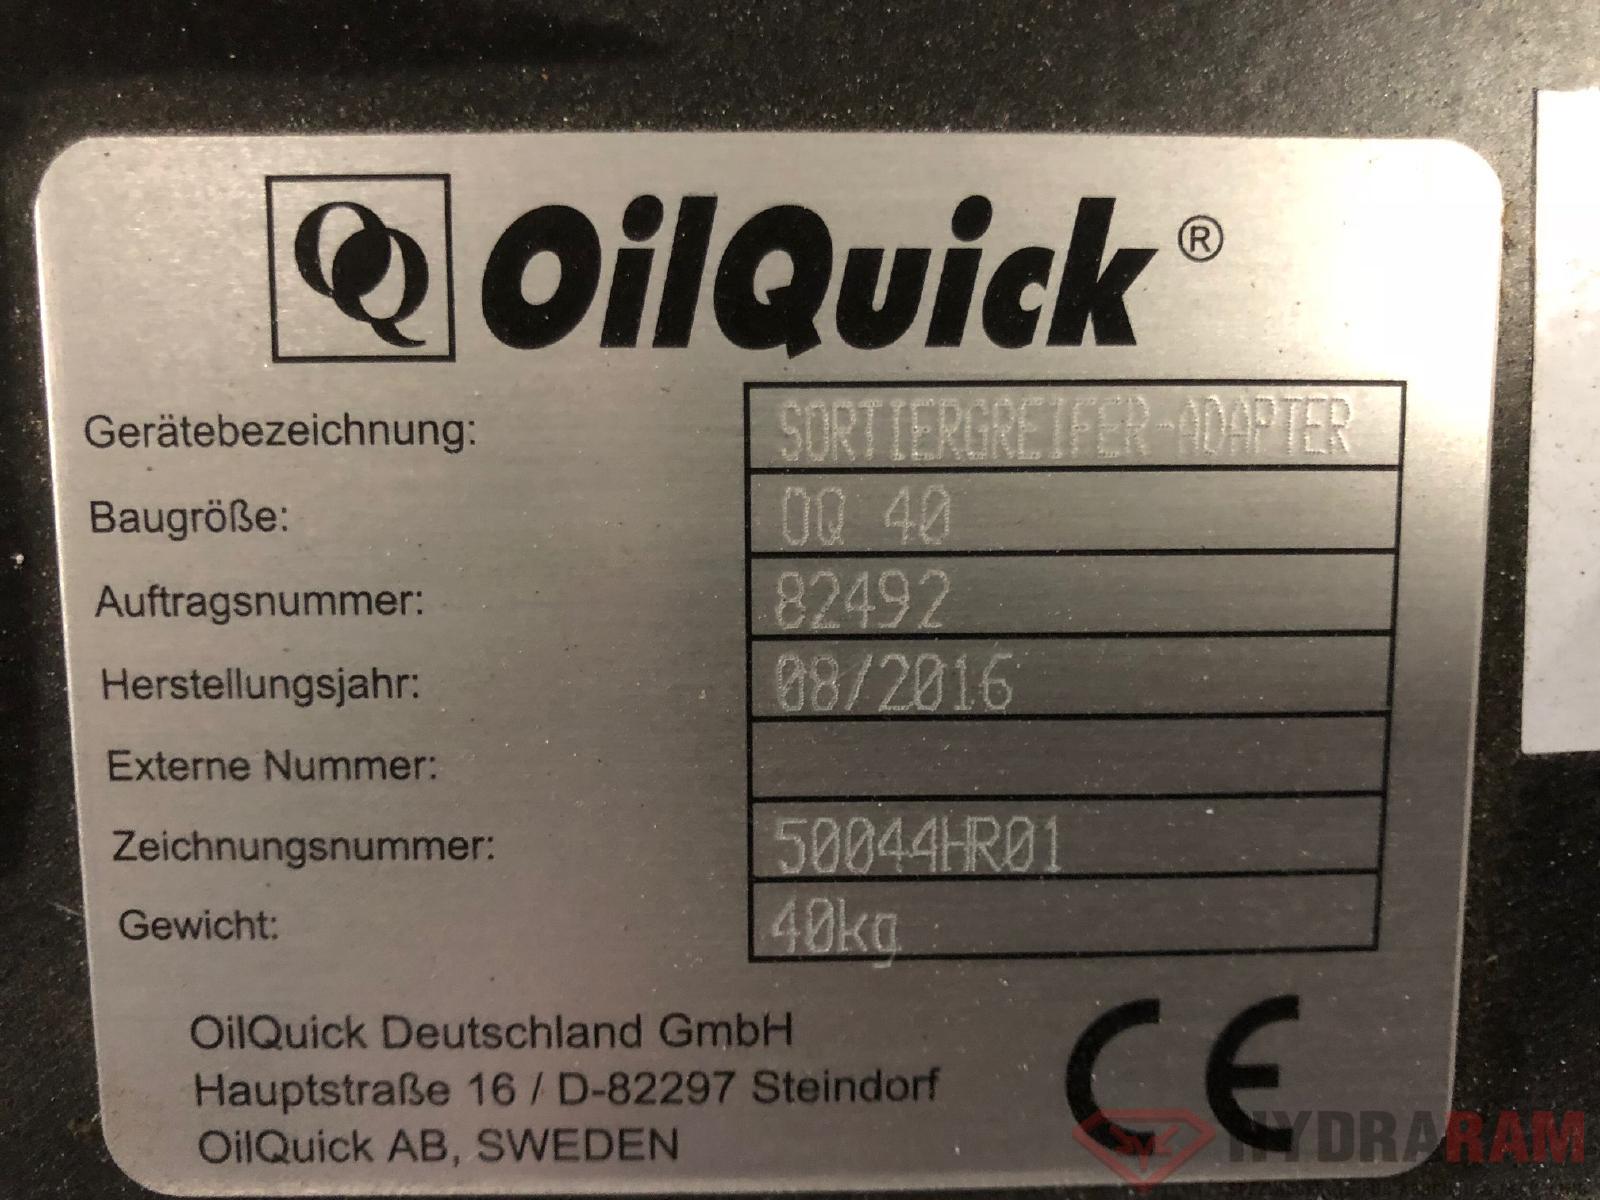 QQ OilQuick®
Gerätebezeichnung: SORTIERGREIFER-ADAPTER
Baugröße: OQ 40
Auftragsnummer: 82492
Herstellungsjahr: 08/2016
Externe Nummer:
Zeichnungsnummer: 50044HR01
Gewicht: 40kg
OilQuick Deutschland GmbH
Hauptstraße 16 / D-82297 Steindorf
OilQuick AB, SWEDEN
CE
HYDRARAM